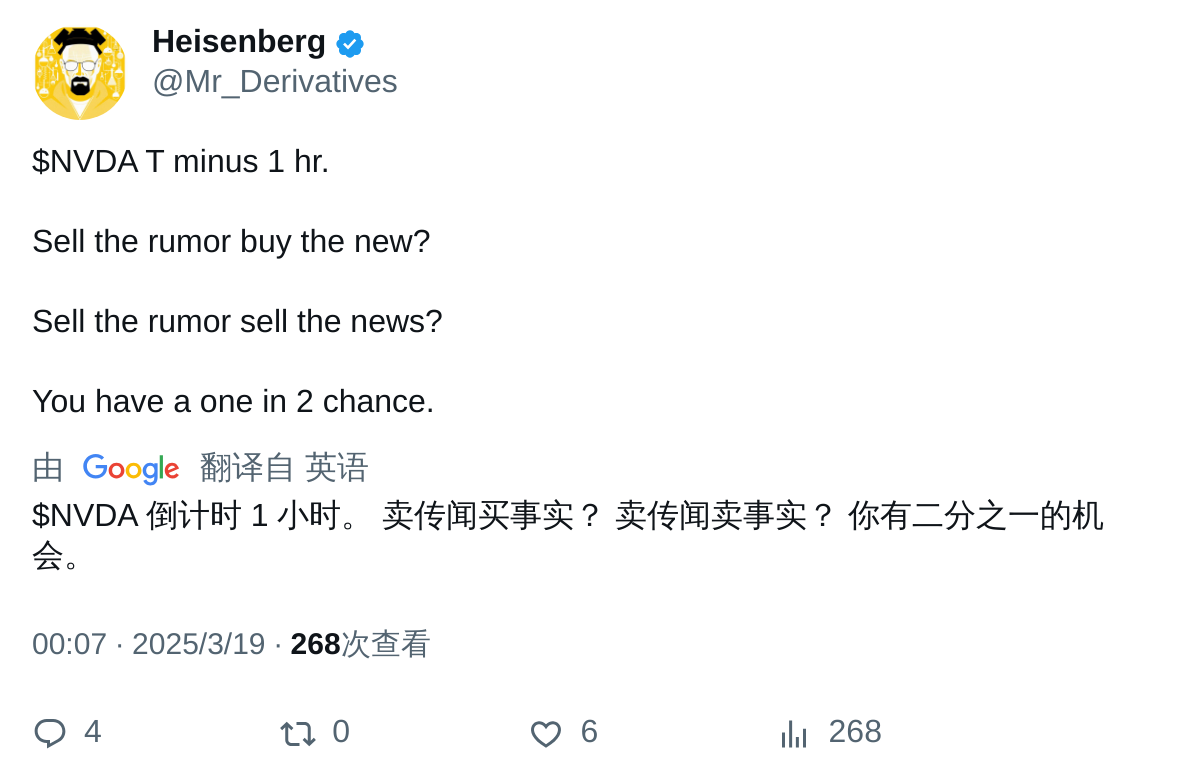 Heisenberg
@Mr_Derivatives
$NVDA T minus 1 hr.
Sell the rumor buy the new?
Sell the rumor sell the news?
You have a one in 2 chance.
由 Google 翻译自 英语
$NVDA 倒计时 1 小时。 卖传闻买事实？ 卖传闻卖事实？ 你有二分之一的机
会。
00:07 · 2025/3/19 · 268次查看
4 0 6 268